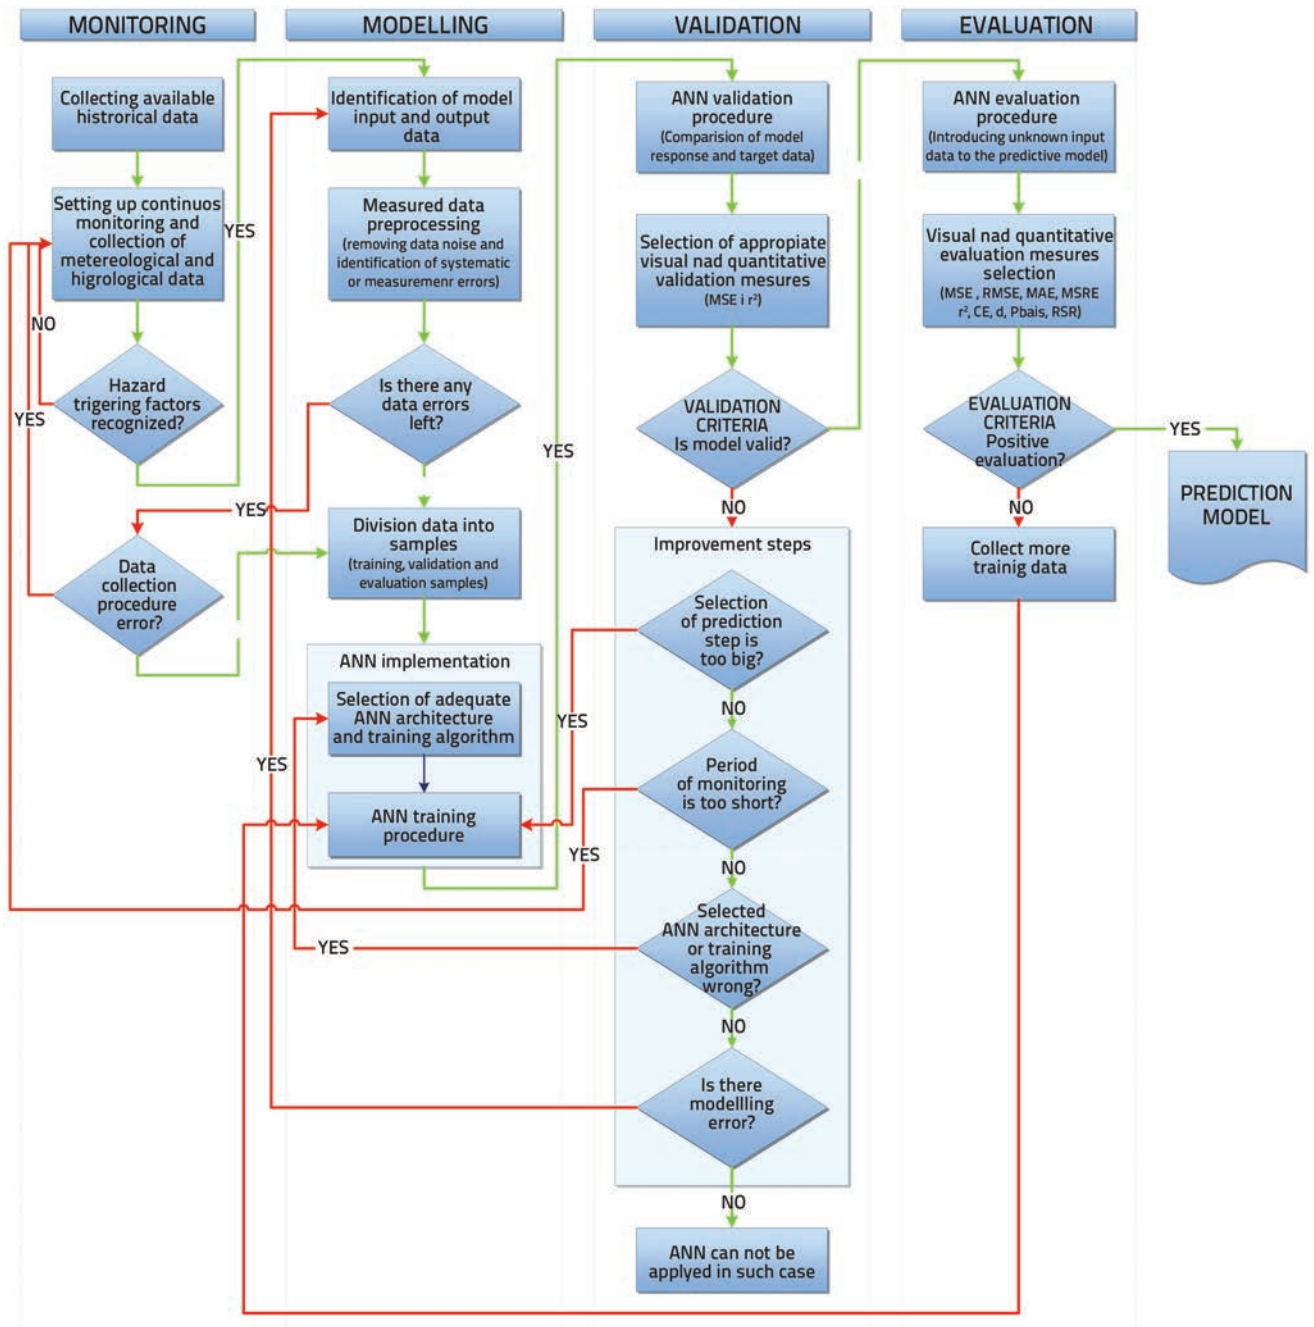 MONITORING
Collecting available
histrorical data
Setting up continuos
monitoring and
collection of
metereological and
higrological data
YES
NO
Hazard
trigering factors
recognized?
YES
YES
Data
collection
procedure
error?
MODELLING
Identification of model
input and output
data
Measured data
preprocessing
(removing data noise and
identification of systematic
or measuremenr errors)
Is there any
data errors
left?
Division data into
samples
(training, validation and
evaluation samples)
ANN implementation
Selection of adequate
ANN architecture
and training algorithm
ANN training
procedure
YES
YES
YES
YES
YES
VALIDATION
ANN validation
procedure
(Comparision of model
response and target data)
Selection of appropiate
visual nad quantitative
validation mesures
(MSE i r²)
VALIDATION
CRITERIA
Is model valid?
NO
Improvement steps
Selection
of prediction
step is
too big?
NO
Period
of monitoring
is too short?
NO
Selected
ANN architecture
or training
algorithm
wrong?
NO
Is there
modellling
error?
NO
ANN can not be
applyed in such case
EVALUATION
ANN evaluation
procedure
(Introducing unknown input
data to the predictive model)
Visual nad quantitative
evaluation mesures
selection
(MSE , RMSE, MAE, MSRE
r², CE, d, Pbais, RSR)
EVALUATION
CRITERIA
Positive
evaluation?
YES
NO
Collect more
trainig data
PREDICTION
MODEL